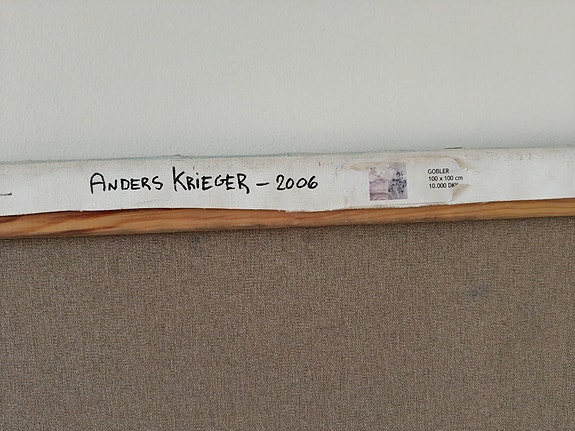 ANDERS KRIEGER – 2006
GOBLER
100 x 100 cm
10.000 DKK